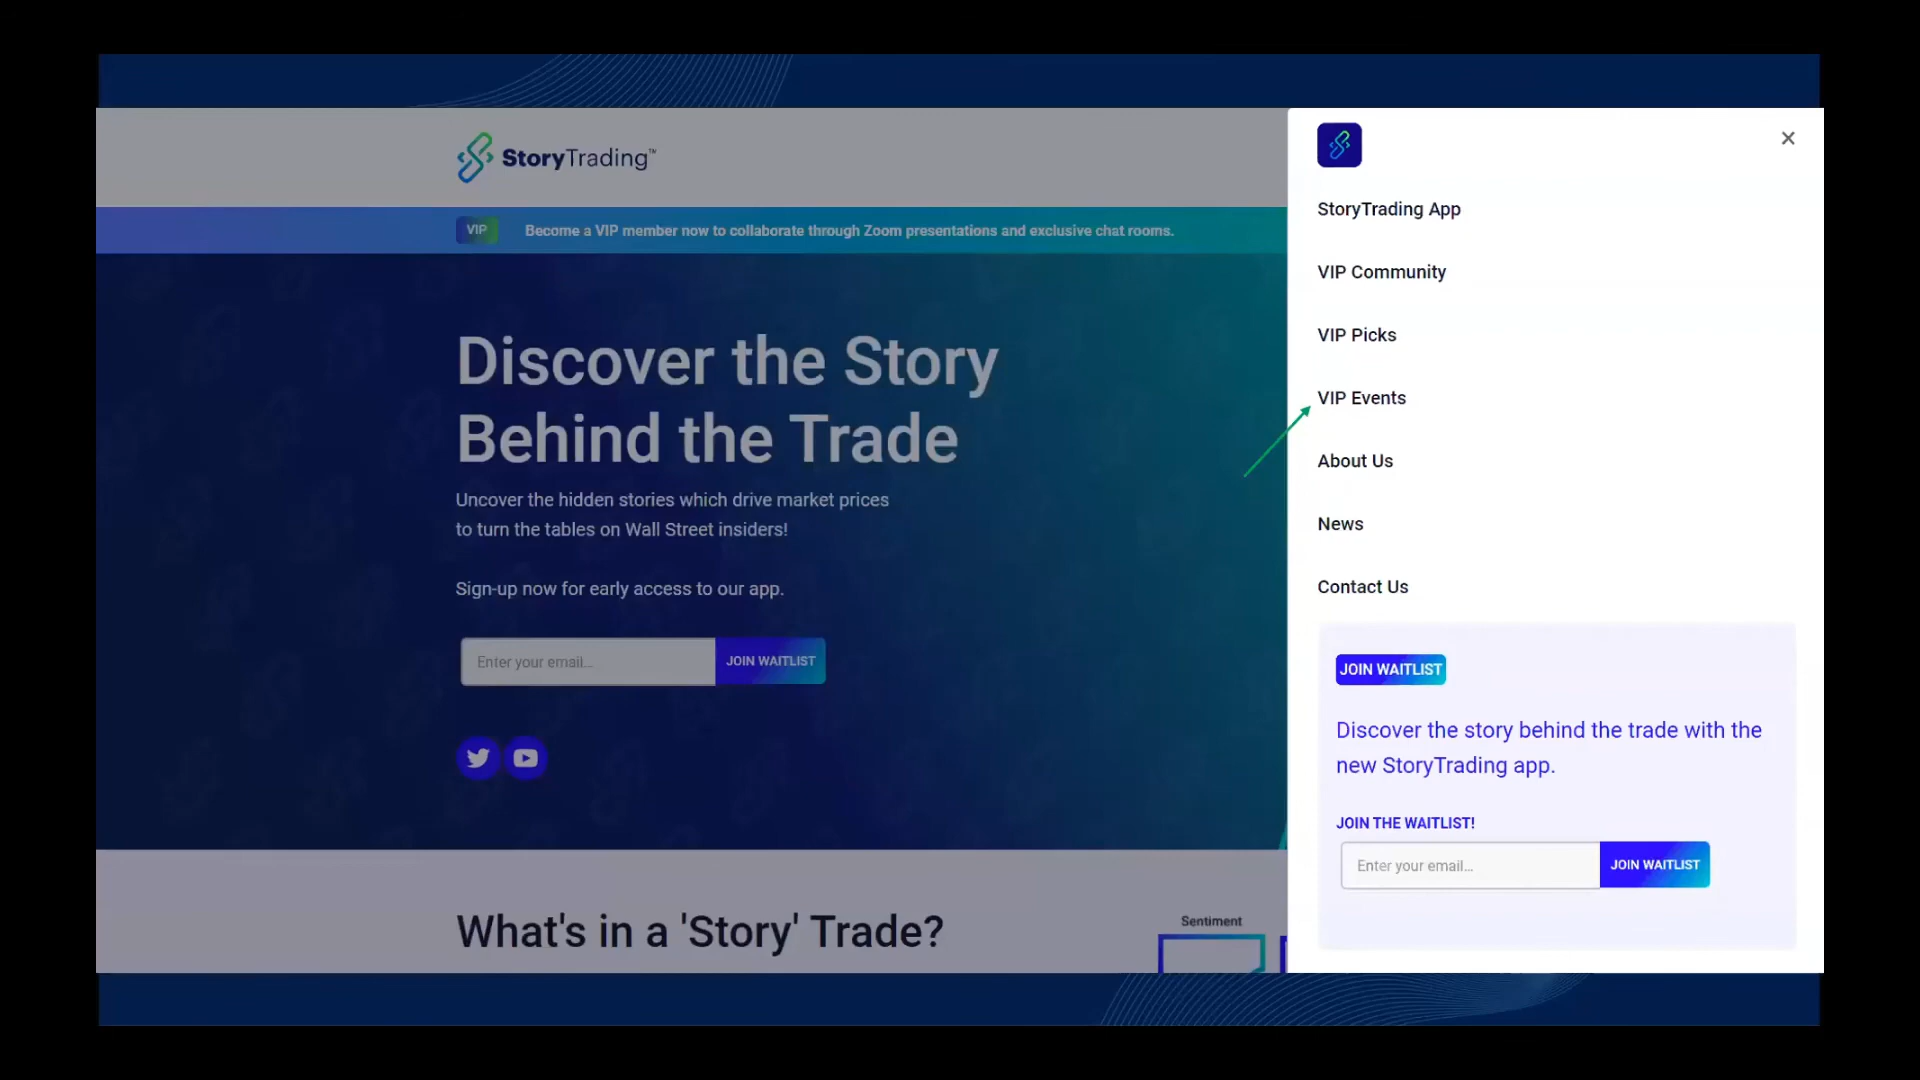 StoryTrading™
VIP
Become a VIP member now to collaborate through Zoom presentations and exclusive chat rooms.
Discover the Story
Behind the Trade
Uncover the hidden stories which drive market prices
to turn the tables on Wall Street insiders!
Sign-up now for early access to our app.
Enter your email...
JOIN WAITLIST
What's in a 'Story' Trade?
Sentiment
StoryTrading App
VIP Community
VIP Picks
VIP Events
About Us
News
Contact Us
JOIN WAITLIST
Discover the story behind the trade with the
new StoryTrading app.
JOIN THE WAITLIST!
Enter your email...
JOIN WAITLIST